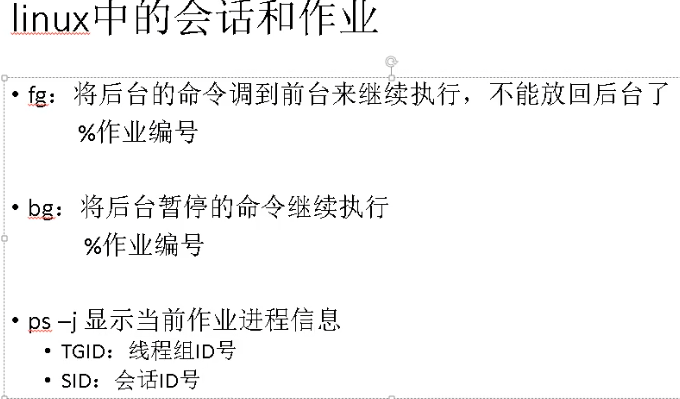 linux中的会话和作业
• fg：将后台的命令调到前台来继续执行，不能放回后台了
%作业编号
• bg：将后台暂停的命令继续执行
%作业编号
• ps –j 显示当前作业进程信息
• TGID：线程组ID号
• SID：会话ID号